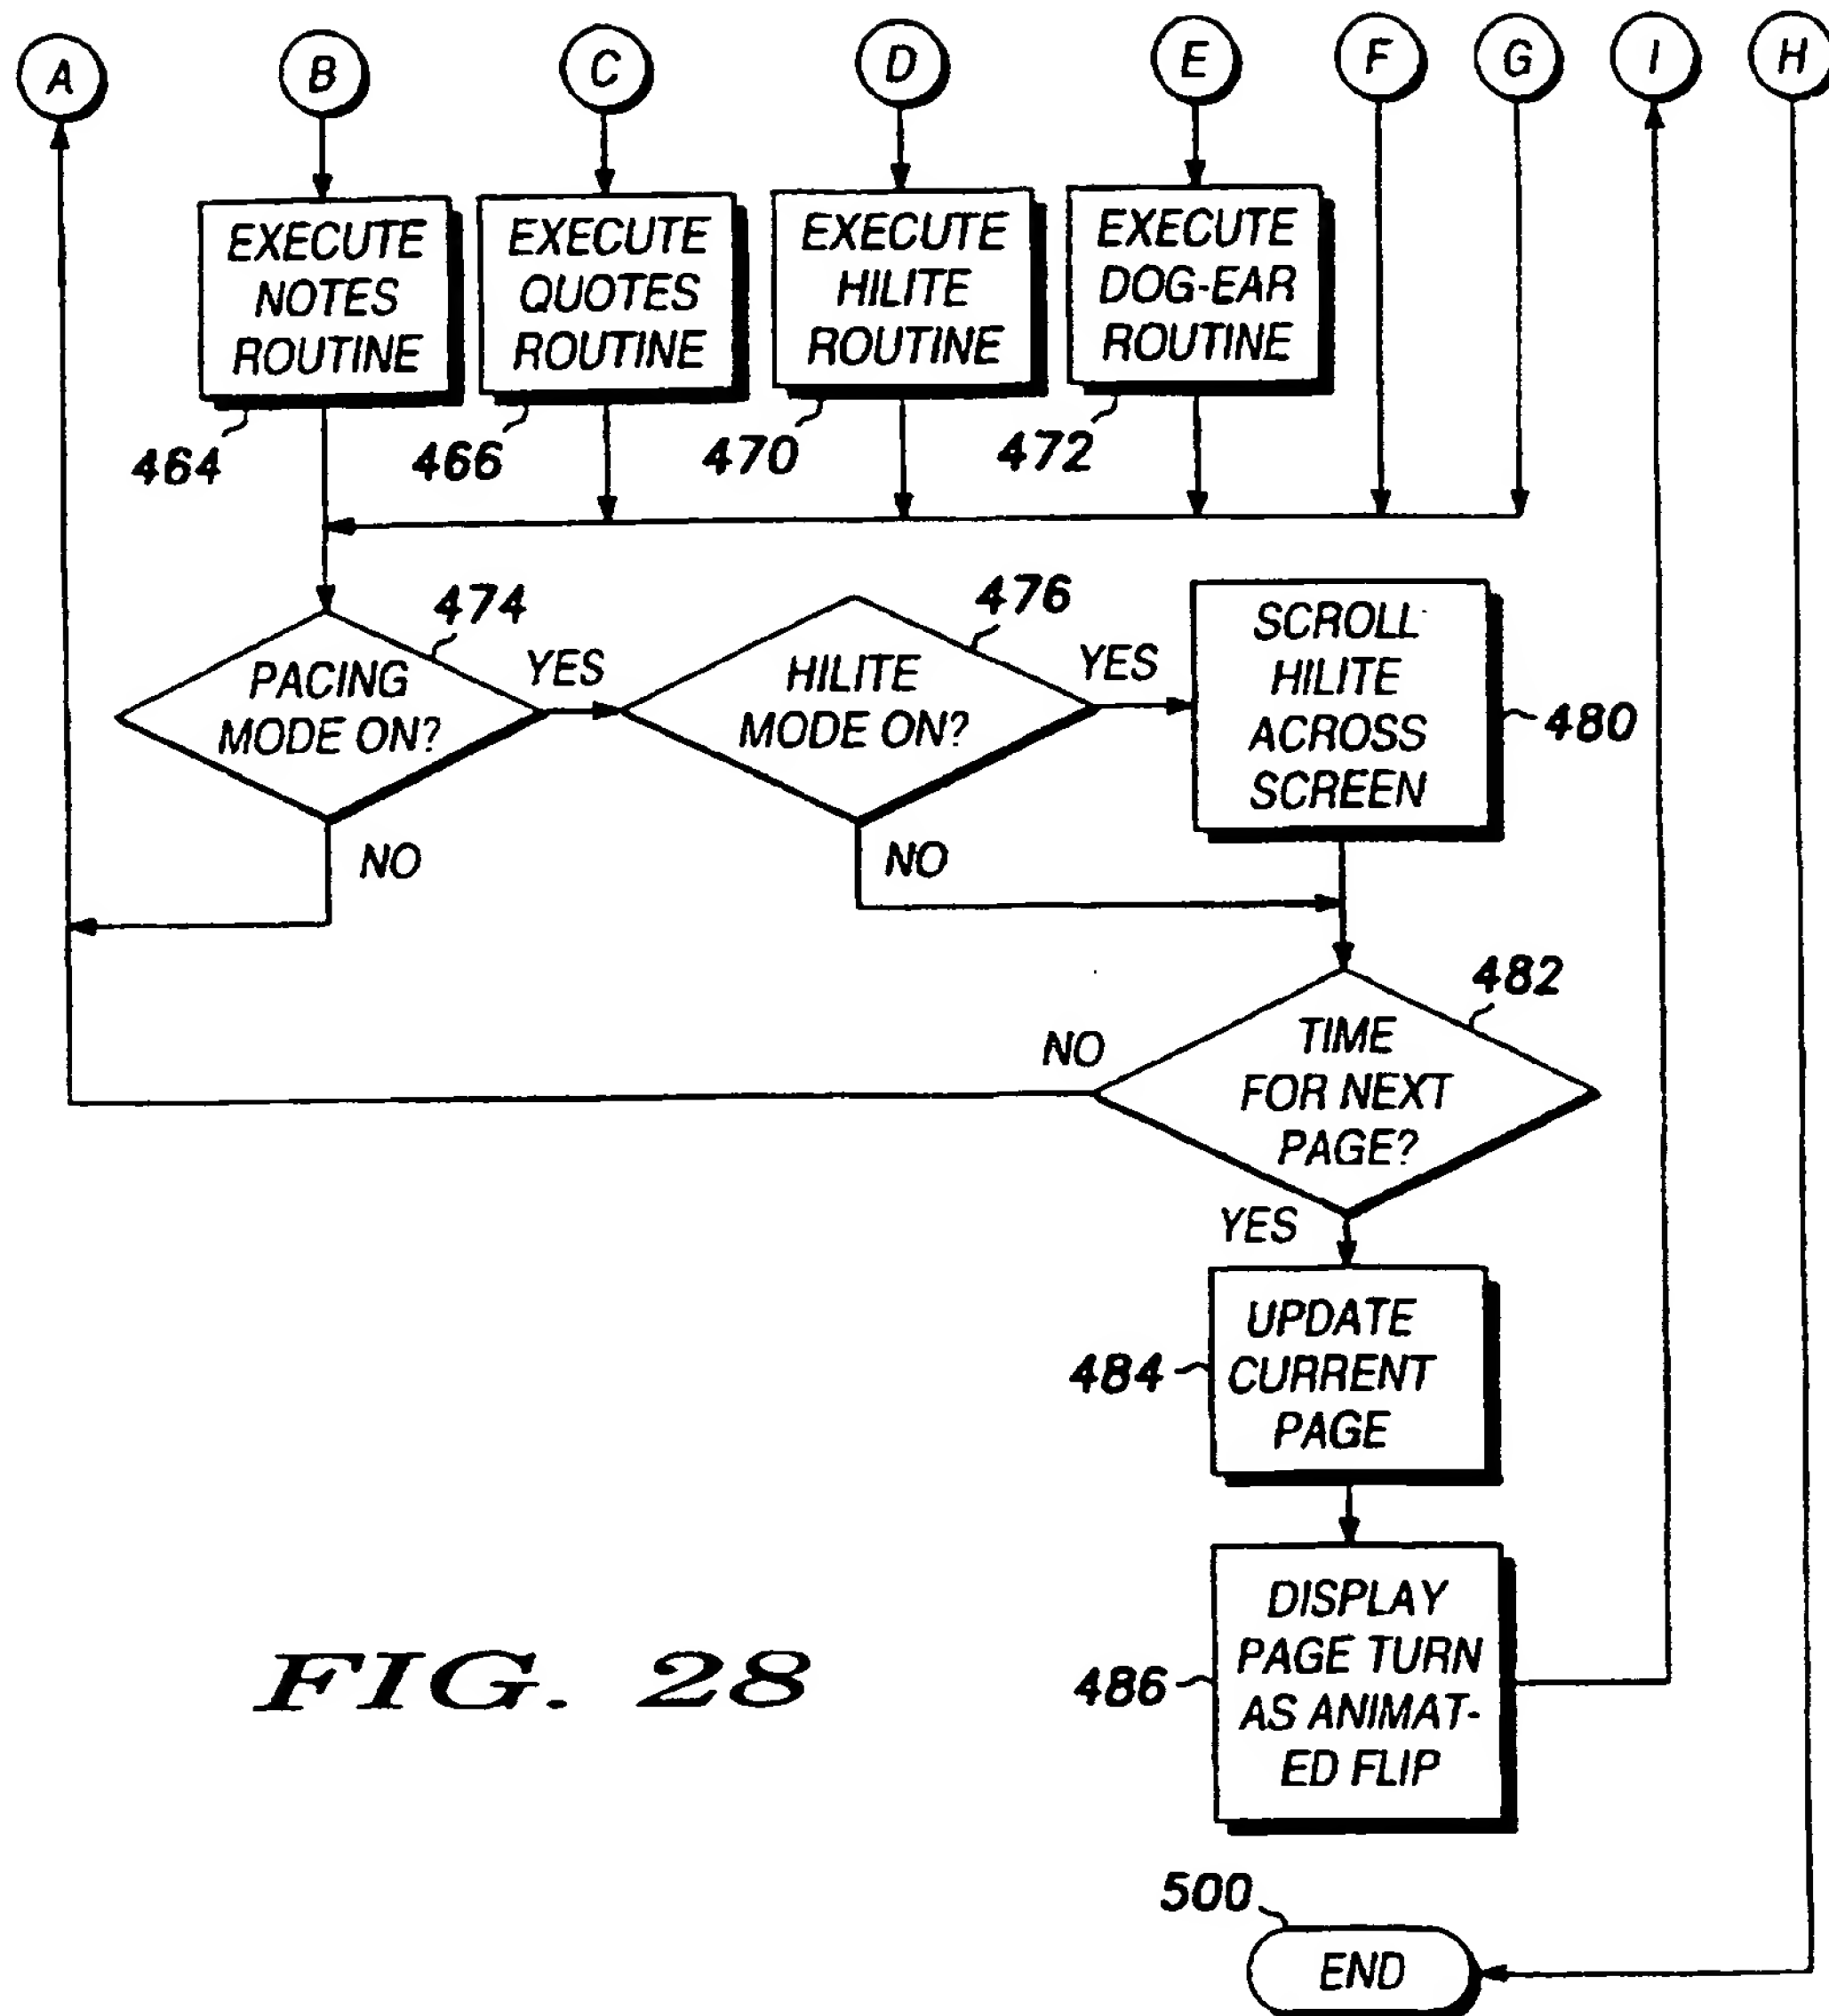 A B C D E F G I H
EXECUTE
NOTES
ROUTINE
464
EXECUTE
QUOTES
ROUTINE
466
EXECUTE
HILITE
ROUTINE
470
EXECUTE
DOG-EAR
ROUTINE
472
PACING
MODE ON?
474
YES
NO
HILITE
MODE ON?
476
YES
NO
SCROLL
HILITE
ACROSS
SCREEN
480
TIME
FOR NEXT
PAGE?
482
NO
YES
UPDATE
CURRENT
PAGE
484
DISPLAY
PAGE TURN
AS ANIMAT-
ED FLIP
486
FIG. 28
500
END